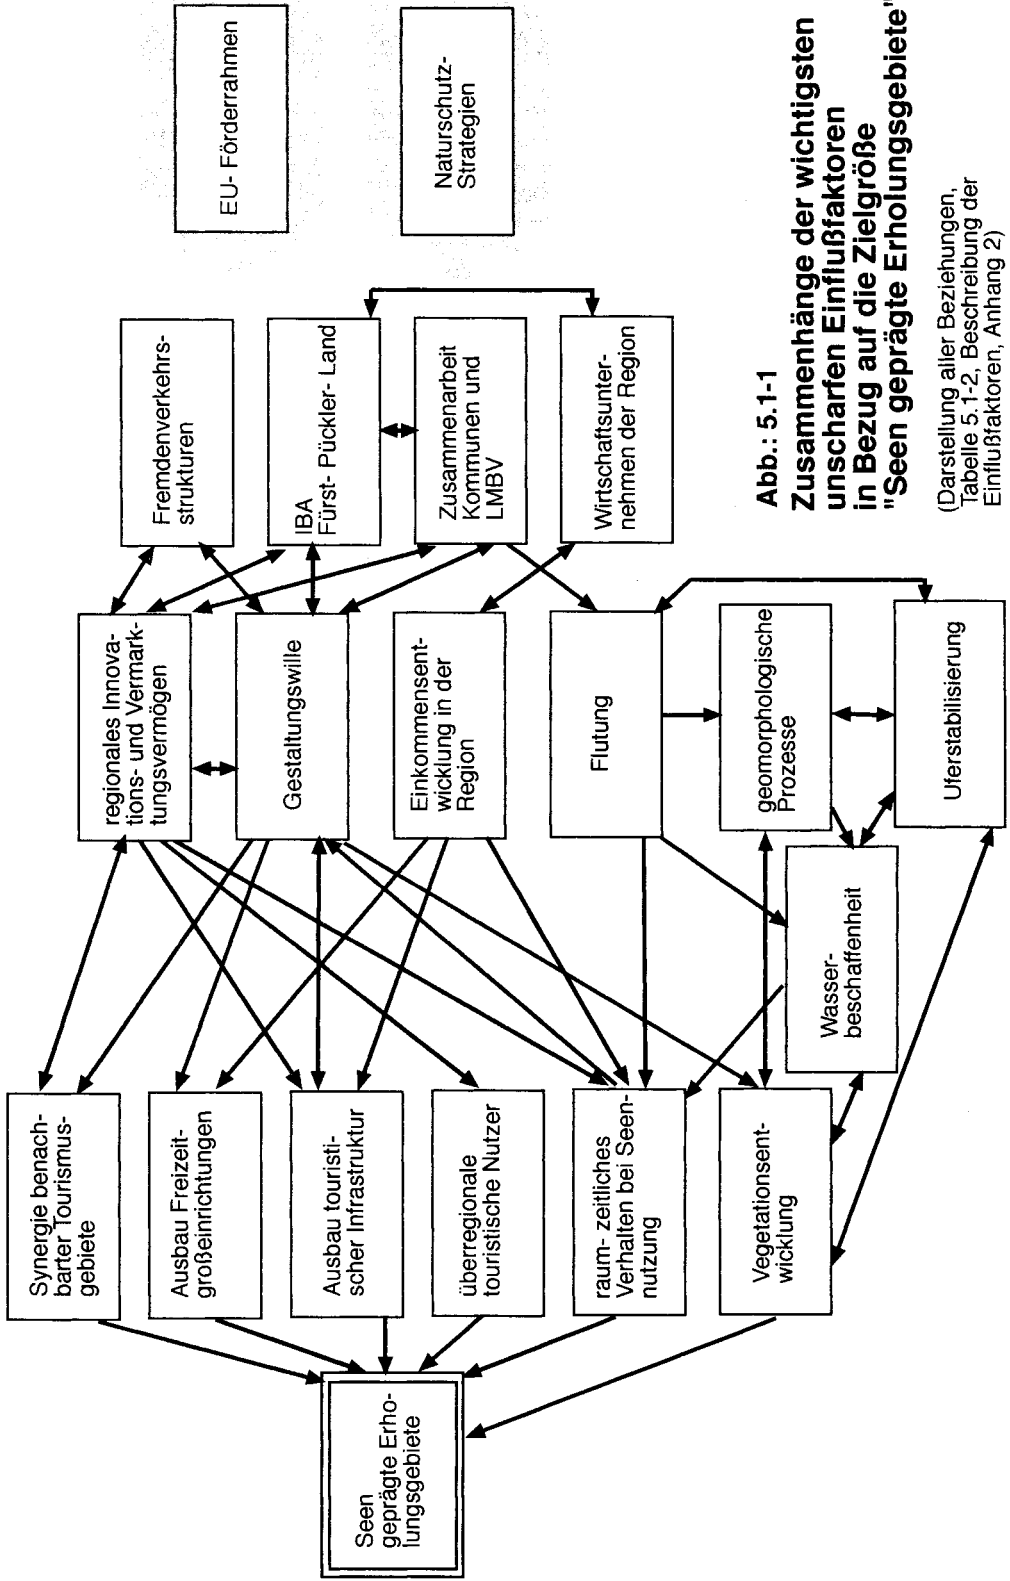 EU- Förderrahmen
Naturschutz-
Strategien
Fremdenverkehrs-
strukturen
IBA
Fürst- Pückler- Land
Zusammenarbeit
Kommunen und
LMBV
Wirtschaftsunter-
nehmen der Region
regionales Innova-
tions- und Vermark-
tungsvermögen
Gestaltungswille
Einkommensent-
wicklung in der
Region
Flutung
geomorphologische
Prozesse
Uferstabilisierung
Wasser-
beschaffenheit
Synergie benach-
barter Tourismus-
gebiete
Ausbau Freizeit-
großeinrichtungen
Ausbau touristi-
scher Infrastruktur
überregionale
touristische Nutzer
raum- zeitliches
Verhalten bei Seen-
nutzung
Vegetationsent-
wicklung
Seen
geprägte Erho-
lungsgebiete
Abb.: 5.1-1
Zusammenhänge der wichtigsten
unscharfen Einflußfaktoren
in Bezug auf die Zielgröße
"Seen geprägte Erholungsgebiete"
(Darstellung aller Beziehungen,
Tabelle 5.1-2, Beschreibung der
Einflußfaktoren, Anhang 2)